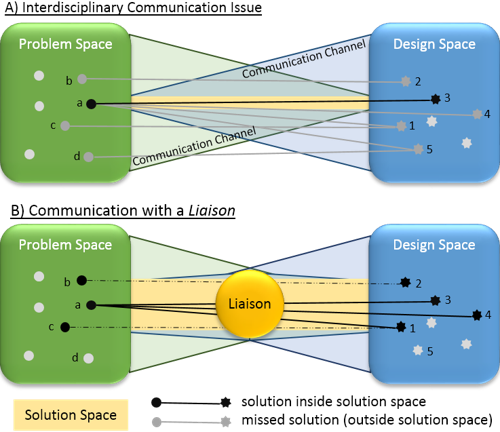 A) Interdisciplinary Communication Issue
Problem Space
Design Space
Communication Channel
b
2
a
3
4
c
1
Communication Channel
d
5
B) Communication with a Liaison
Problem Space
Design Space
b
2
a
Liaison
3
4
c
1
d
5
Solution Space
solution inside solution space
missed solution (outside solution space)